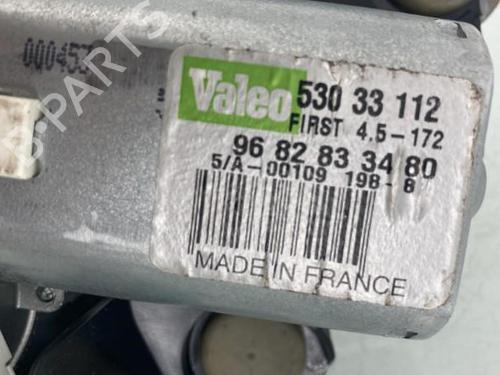 000453
Valeo 530 33 112
FIRST 4.5-172
96 82 83 34 80
5/A-00109 198-8
MADE IN FRANCE